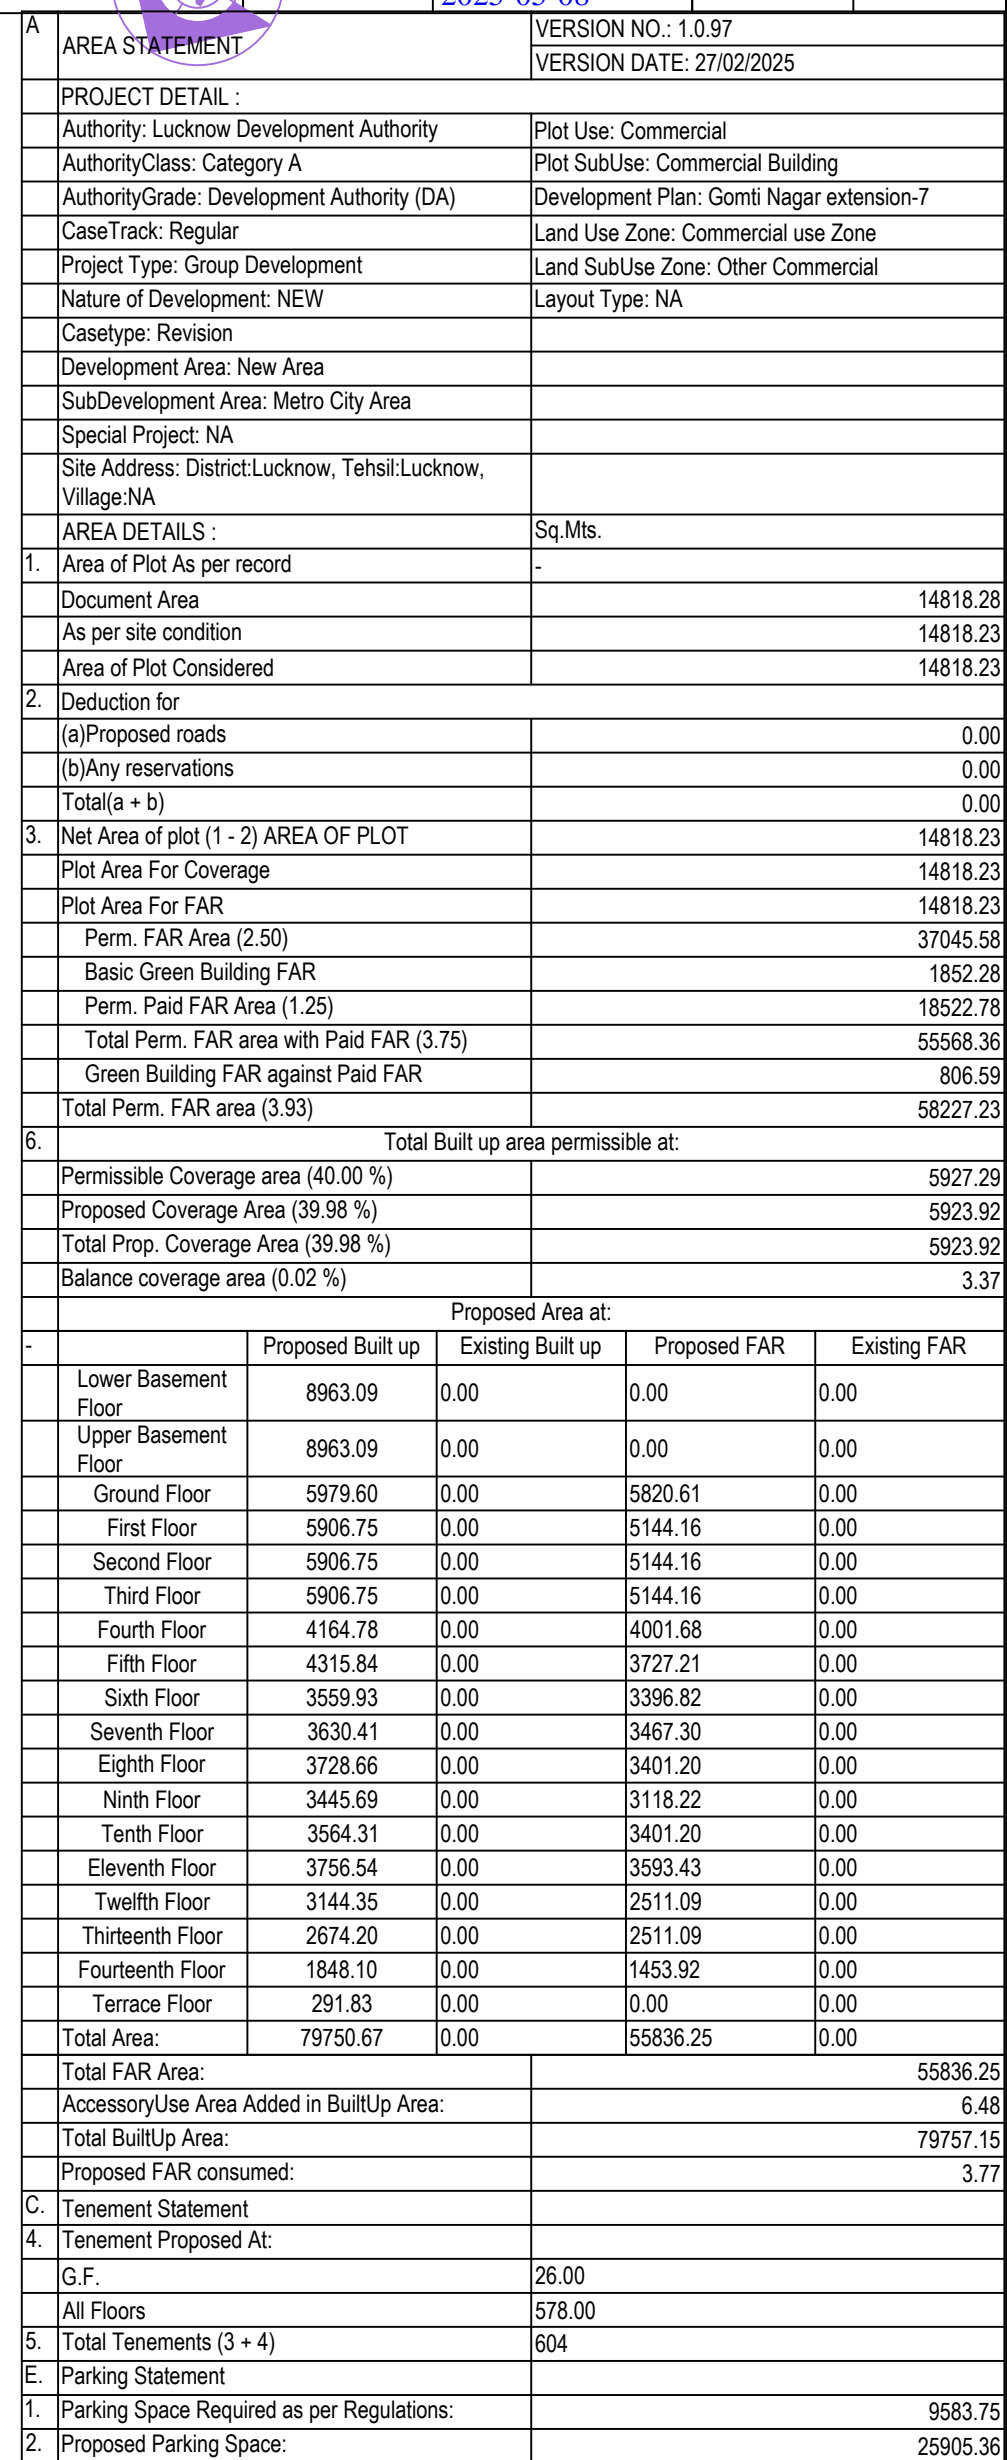 2025-05-08
A
AREA STATEMENT
VERSION NO.: 1.0.97
VERSION DATE: 27/02/2025
PROJECT DETAIL :
Authority: Lucknow Development Authority Plot Use: Commercial
AuthorityClass: Category A Plot SubUse: Commercial Building
AuthorityGrade: Development Authority (DA) Development Plan: Gomti Nagar extension-7
CaseTrack: Regular Land Use Zone: Commercial use Zone
Project Type: Group Development Land SubUse Zone: Other Commercial
Nature of Development: NEW Layout Type: NA
Casetype: Revision
Development Area: New Area
SubDevelopment Area: Metro City Area
Special Project: NA
Site Address: District:Lucknow, Tehsil:Lucknow,
Village:NA
AREA DETAILS : Sq.Mts.
1. Area of Plot As per record -
Document Area 14818.28
As per site condition 14818.23
Area of Plot Considered 14818.23
2. Deduction for
(a)Proposed roads 0.00
(b)Any reservations 0.00
Total(a + b) 0.00
3. Net Area of plot (1 - 2) AREA OF PLOT 14818.23
Plot Area For Coverage 14818.23
Plot Area For FAR 14818.23
Perm. FAR Area (2.50) 37045.58
Basic Green Building FAR 1852.28
Perm. Paid FAR Area (1.25) 18522.78
Total Perm. FAR area with Paid FAR (3.75) 55568.36
Green Building FAR against Paid FAR 806.59
Total Perm. FAR area (3.93) 58227.23
6. Total Built up area permissible at:
Permissible Coverage area (40.00 %) 5927.29
Proposed Coverage Area (39.98 %) 5923.92
Total Prop. Coverage Area (39.98 %) 5923.92
Balance coverage area (0.02 %) 3.37
Proposed Area at:
- Proposed Built up Existing Built up Proposed FAR Existing FAR
Lower Basement
Floor 8963.09 0.00 0.00 0.00
Upper Basement
Floor 8963.09 0.00 0.00 0.00
Ground Floor 5979.60 0.00 5820.61 0.00
First Floor 5906.75 0.00 5144.16 0.00
Second Floor 5906.75 0.00 5144.16 0.00
Third Floor 5906.75 0.00 5144.16 0.00
Fourth Floor 4164.78 0.00 4001.68 0.00
Fifth Floor 4315.84 0.00 3727.21 0.00
Sixth Floor 3559.93 0.00 3396.82 0.00
Seventh Floor 3630.41 0.00 3467.30 0.00
Eighth Floor 3728.66 0.00 3401.20 0.00
Ninth Floor 3445.69 0.00 3118.22 0.00
Tenth Floor 3564.31 0.00 3401.20 0.00
Eleventh Floor 3756.54 0.00 3593.43 0.00
Twelfth Floor 3144.35 0.00 2511.09 0.00
Thirteenth Floor 2674.20 0.00 2511.09 0.00
Fourteenth Floor 1848.10 0.00 1453.92 0.00
Terrace Floor 291.83 0.00 0.00 0.00
Total Area: 79750.67 0.00 55836.25 0.00
Total FAR Area: 55836.25
AccessoryUse Area Added in BuiltUp Area: 6.48
Total BuiltUp Area: 79757.15
Proposed FAR consumed: 3.77
C. Tenement Statement
4. Tenement Proposed At:
G.F. 26.00
All Floors 578.00
5. Total Tenements (3 + 4) 604
E. Parking Statement
1. Parking Space Required as per Regulations: 9583.75
2. Proposed Parking Space: 25905.36